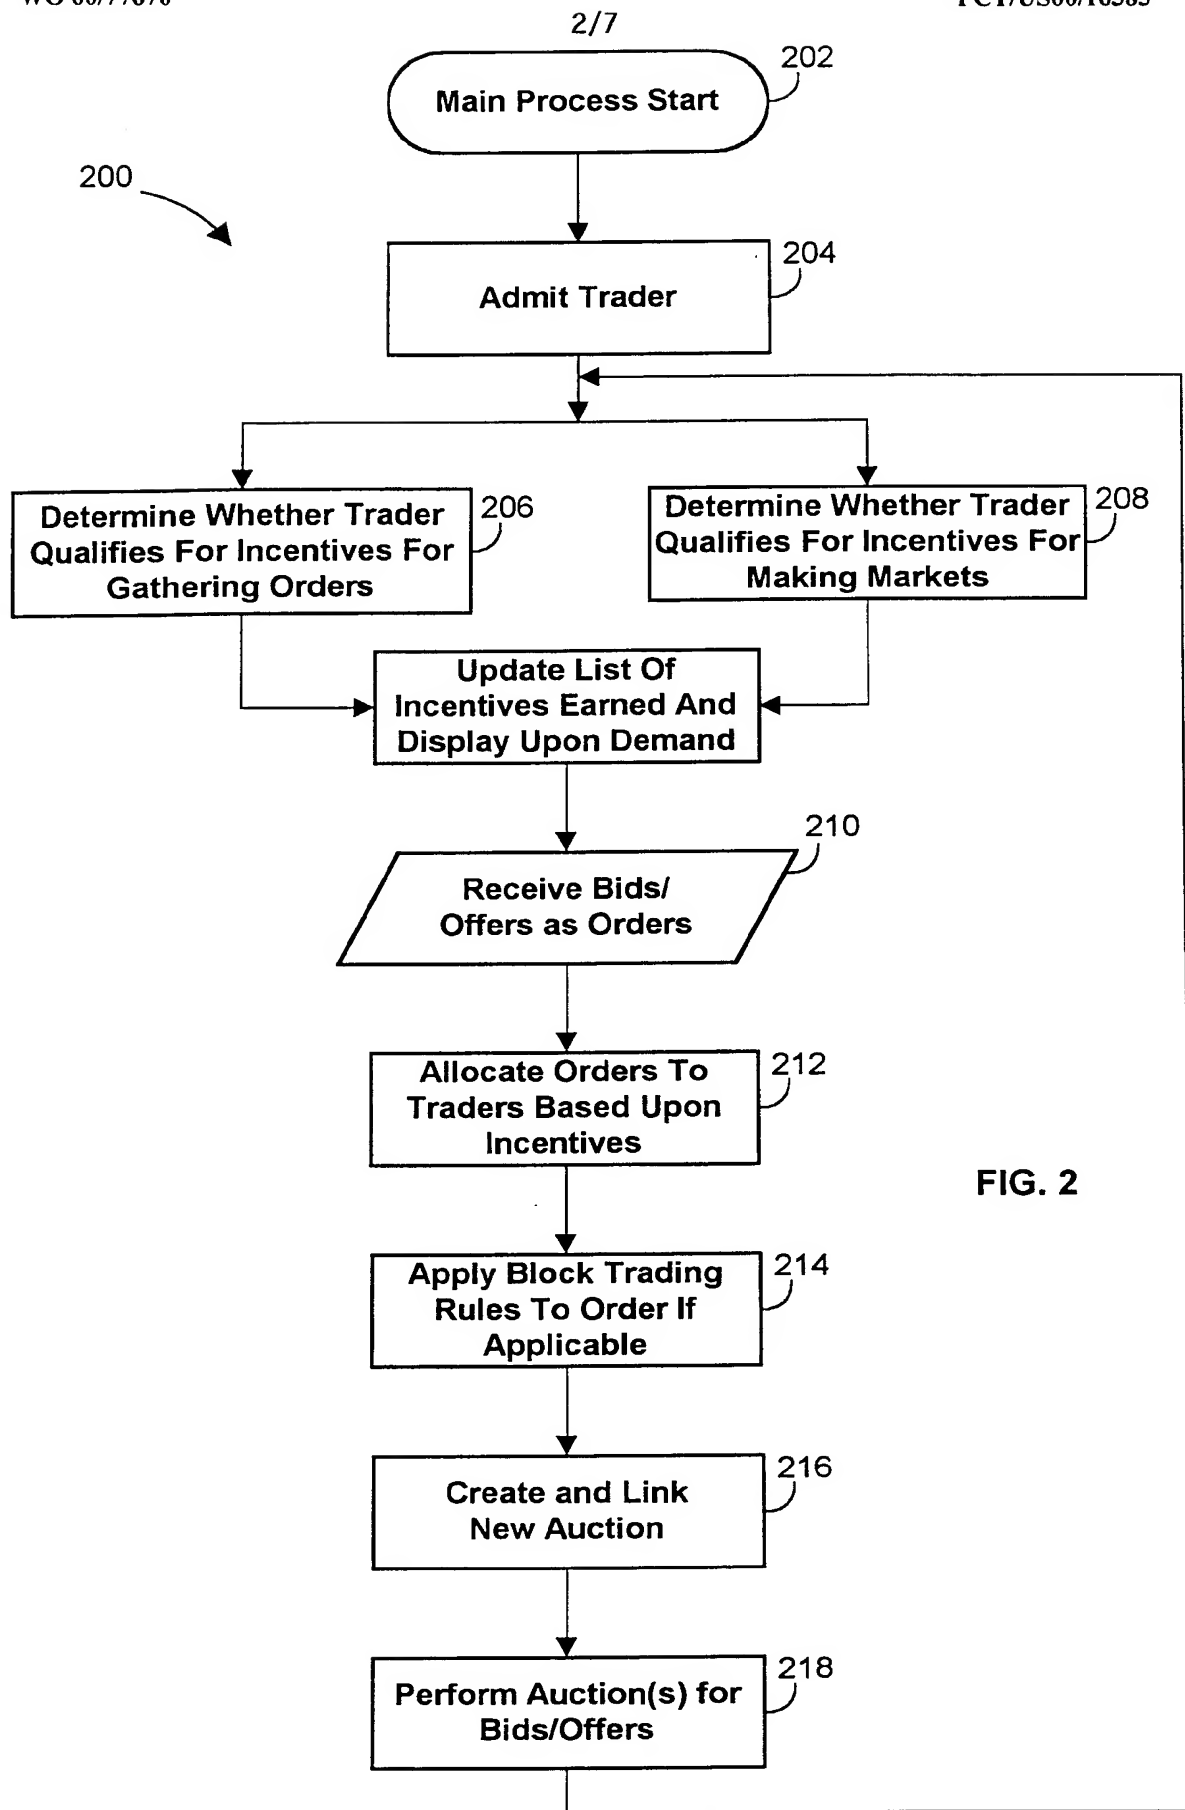 2/7
Main Process Start
202
200
Admit Trader
204
Determine Whether Trader
Qualifies For Incentives For
Gathering Orders
206
Determine Whether Trader
Qualifies For Incentives For
Making Markets
208
Update List Of
Incentives Earned And
Display Upon Demand
Receive Bids/
Offers as Orders
210
Allocate Orders To
Traders Based Upon
Incentives
212
FIG. 2
Apply Block Trading
Rules To Order If
Applicable
214
Create and Link
New Auction
216
Perform Auction(s) for
Bids/Offers
218